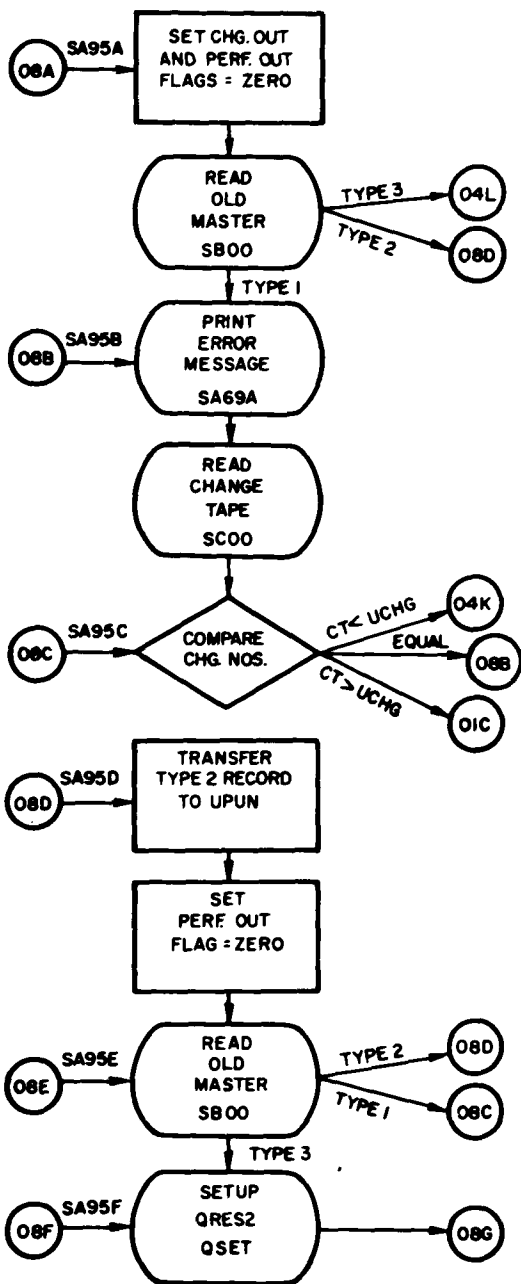 08A
SA95A
SET CHG. OUT
AND PERF. OUT
FLAGS = ZERO
READ
OLD
MASTER
SB00
TYPE 3
04L
TYPE 2
08D
TYPE 1
08B
SA95B
PRINT
ERROR
MESSAGE
SA69A
READ
CHANGE
TAPE
SC00
08C
SA95C
COMPARE
CHG. NOS.
CT < UCHG
04K
EQUAL
08B
CT > UCHG
01C
08D
SA95D
TRANSFER
TYPE 2 RECORD
TO UPUN
SET
PERF. OUT
FLAG = ZERO
08E
SA95E
READ
OLD
MASTER
SB00
TYPE 2
08D
TYPE 1
08C
TYPE 3
08F
SA95F
SETUP
QRES2
QSET
08G